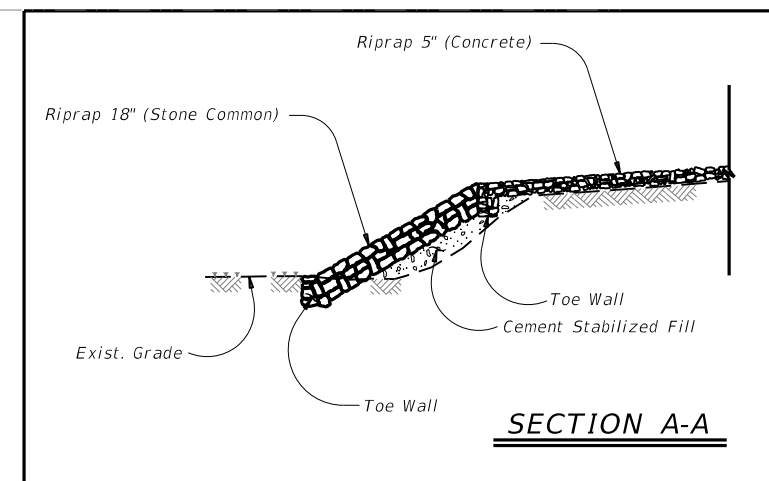 Riprap 5" (Concrete)
Riprap 18" (Stone Common)
Toe Wall
Cement Stabilized Fill
Exist. Grade
Toe Wall
SECTION A-A